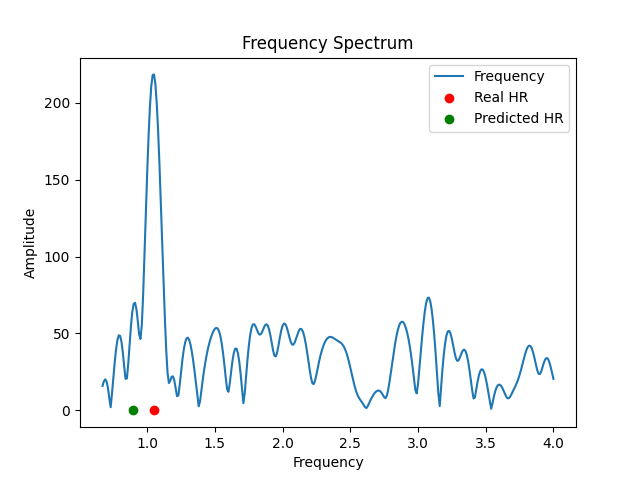 Frequency Spectrum
Frequency
Real HR
Predicted HR
Amplitude
200
150
100
50
0
1.0 1.5 2.0 2.5 3.0 3.5 4.0
Frequency